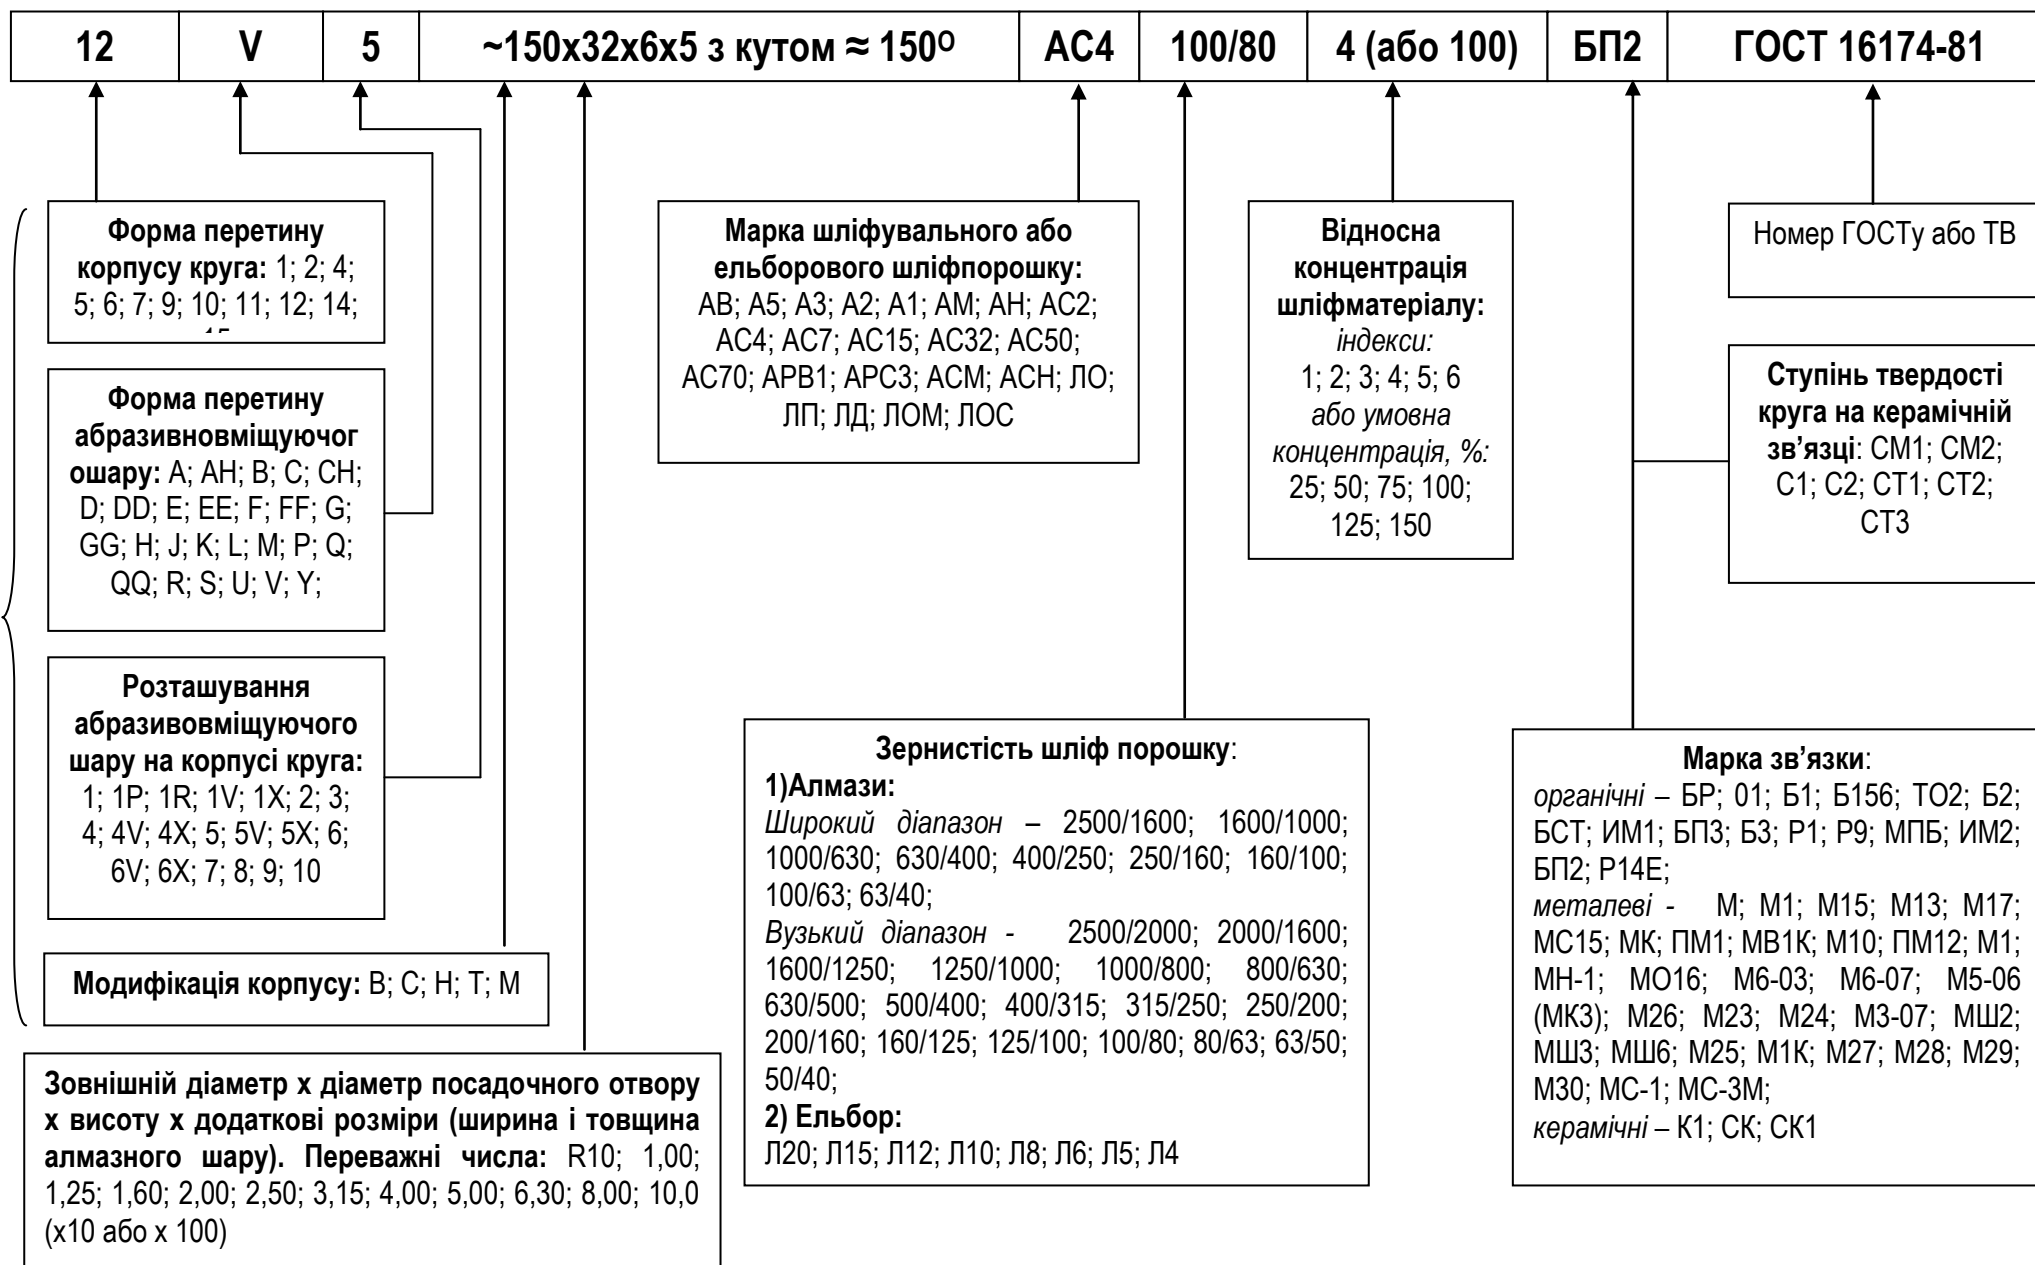 12 V 5 ~150х32х6х5 з кутом ≈ 150О АС4 100/80 4 (або 100) БП2 ГОСТ 16174-81
Форма перетину
корпусу круга: 1; 2; 4;
5; 6; 7; 9; 10; 11; 12; 14;
Форма перетину
абразивновміщуючог
ошару: A; AH; B; C; CH;
D; DD; E; EE; F; FF; G;
GG; H; J; K; L; M; P; Q;
QQ; R; S; U; V; Y;
Розташування
абразивовміщуючого
шару на корпусі круга:
1; 1P; 1R; 1V; 1X; 2; 3;
4; 4V; 4X; 5; 5V; 5X; 6;
6V; 6X; 7; 8; 9; 10
Модифікація корпусу: В; С; Н; Т; М
Зовнішній діаметр х діаметр посадочного отвору
х висоту х додаткові розміри (ширина і товщина
алмазного шару). Переважні числа: R10; 1,00;
1,25; 1,60; 2,00; 2,50; 3,15; 4,00; 5,00; 6,30; 8,00; 10,0
(х10 або х 100)
Марка шліфувального або
ельборового шліфпорошку:
АВ; А5; А3; А2; А1; АМ; АН; АС2;
АС4; АС7; АС15; АС32; АС50;
АС70; АРВ1; АРС3; АСМ; АСН; ЛО;
ЛП; ЛД; ЛОМ; ЛОС
Зернистість шліф порошку:
1)Алмази:
Широкий діапазон – 2500/1600; 1600/1000;
1000/630; 630/400; 400/250; 250/160; 160/100;
100/63; 63/40;
Вузький діапазон - 2500/2000; 2000/1600;
1600/1250; 1250/1000; 1000/800; 800/630;
630/500; 500/400; 400/315; 315/250; 250/200;
200/160; 160/125; 125/100; 100/80; 80/63; 63/50;
50/40;
2) Ельбор:
Л20; Л15; Л12; Л10; Л8; Л6; Л5; Л4
Відносна
концентрація
шліфматеріалу:
індекси:
1; 2; 3; 4; 5; 6
або умовна
концентрація, %:
25; 50; 75; 100;
125; 150
Номер ГОСТу або ТВ
Ступінь твердості
круга на керамічній
зв'язці: СМ1; СМ2;
С1; С2; СТ1; СТ2;
СТ3
Марка зв’язки:
органічні – БР; 01; Б1; Б156; ТО2; Б2;
БСТ; ИМ1; БП3; Б3; Р1; Р9; МПБ; ИМ2;
БП2; Р14Е;
металеві - М; М1; М15; М13; М17;
МС15; МК; ПМ1; МВ1К; М10; ПМ12; М1;
МН-1; МО16; М6-03; М6-07; М5-06
(МК3); М26; М23; М24; М3-07; МШ2;
МШ3; МШ6; М25; М1К; М27; М28; М29;
М30; МС-1; МС-3М;
керамічні – К1; СК; СК1